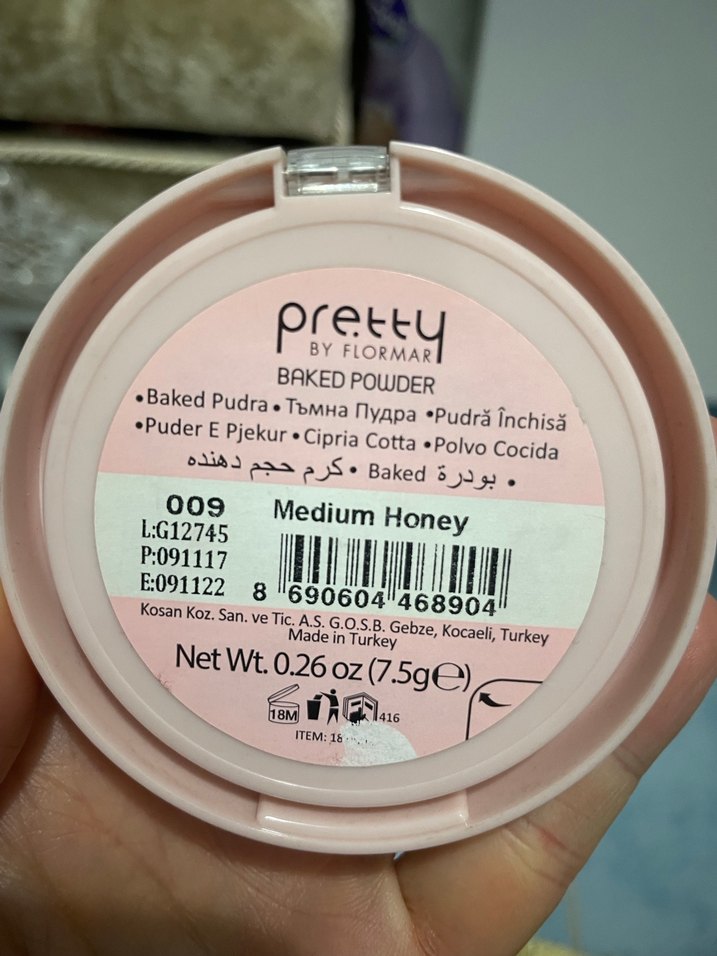 pretty
BY FLORMAR
BAKED POWDER
•Baked Pudra • Тъмна Пудра •Pudră Închisă
•Puder E Pjekur •Cipria Cotta •Polvo Cocida
• بودرة Baked • كرم حجم دهنده
009 Medium Honey
L:G12745
P:091117
E:091122
8 690604 468904
Kosan Koz. San. ve Tic. A.S. G.O.S.B. Gebze, Kocaeli, Turkey
Made in Turkey
Net Wt. 0.26 oz (7.5g℮)
18M 416
ITEM: 18